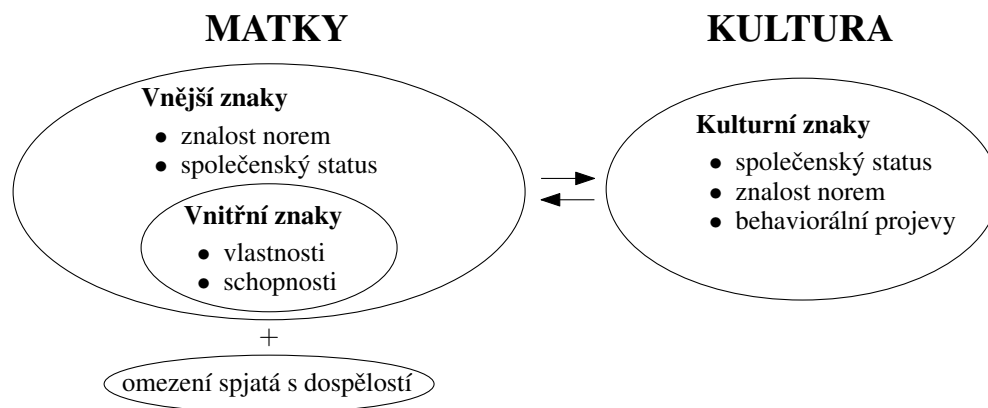 MATKY
Vnější znaky
• znalost norem
• společenský status
Vnitřní znaky
• vlastnosti
• schopnosti
+
omezení spjatá s dospělostí
KULTURA
Kulturní znaky
• společenský status
• znalost norem
• behaviorální projevy